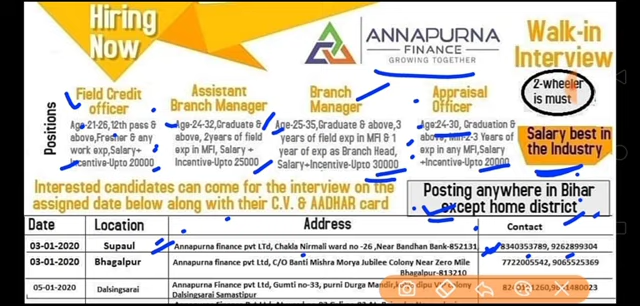 Hiring
Now
ANNAPURNA
FINANCE
GROWING TOGETHER
Walk-in
Interview
2-wheeler
is must
Positions
Field Credit
officer
Age-21-26,12th pass &
above,Fresher & any
work exp,Salary+
Incentive-Upto 20000
Assistant
Branch Manager
Age-24-32,Graduate &
above, 2years of field
exp in MFI, Salary +
Incentive-Upto 25000
Branch
Manager
Age-25-35,Graduate & above,3
years of field exp in MFI & 1
year of exp as Branch Head,
Salary+Incentive-Upto 30000
Appraisal
Officer
Age:24-30, Graduation &
above, Min-2-3 Years of
exp in any MFI,Salary
+Incentive-Upto 20000
Salary best in
the Industry
Interested candidates can come for the interview on the
assigned date below along with their C.V. & AADHAR card
Posting anywhere in Bihar
except home district
Date Location Address Contact
03-01-2020 Supaul Annapurna finance pvt LTd, Chakla Nirmali ward no -26 ,Near Bandhan Bank-852131 8340353789, 9262899304
03-01-2020 Bhagalpur Annapurna finance pvt LTd, C/O Banti Mishra Morya Jubilee Colony Near Zero Mile 7722005542, 9065525369
Bhagalpur-813210
05-01-2020 Dalsingsarai Annapurna finance pvt LTd, Gumti no-33, purni Durga Mandir
Dalsingsarai Samastipur